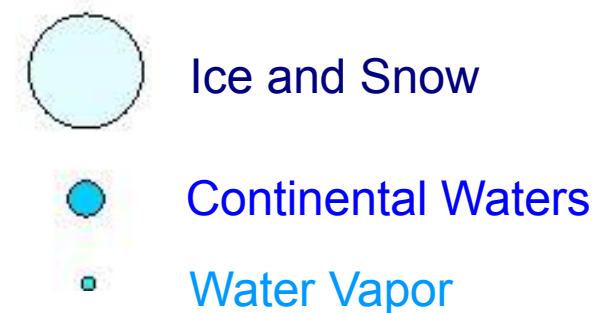 Ice and Snow
Continental Waters
Water Vapor